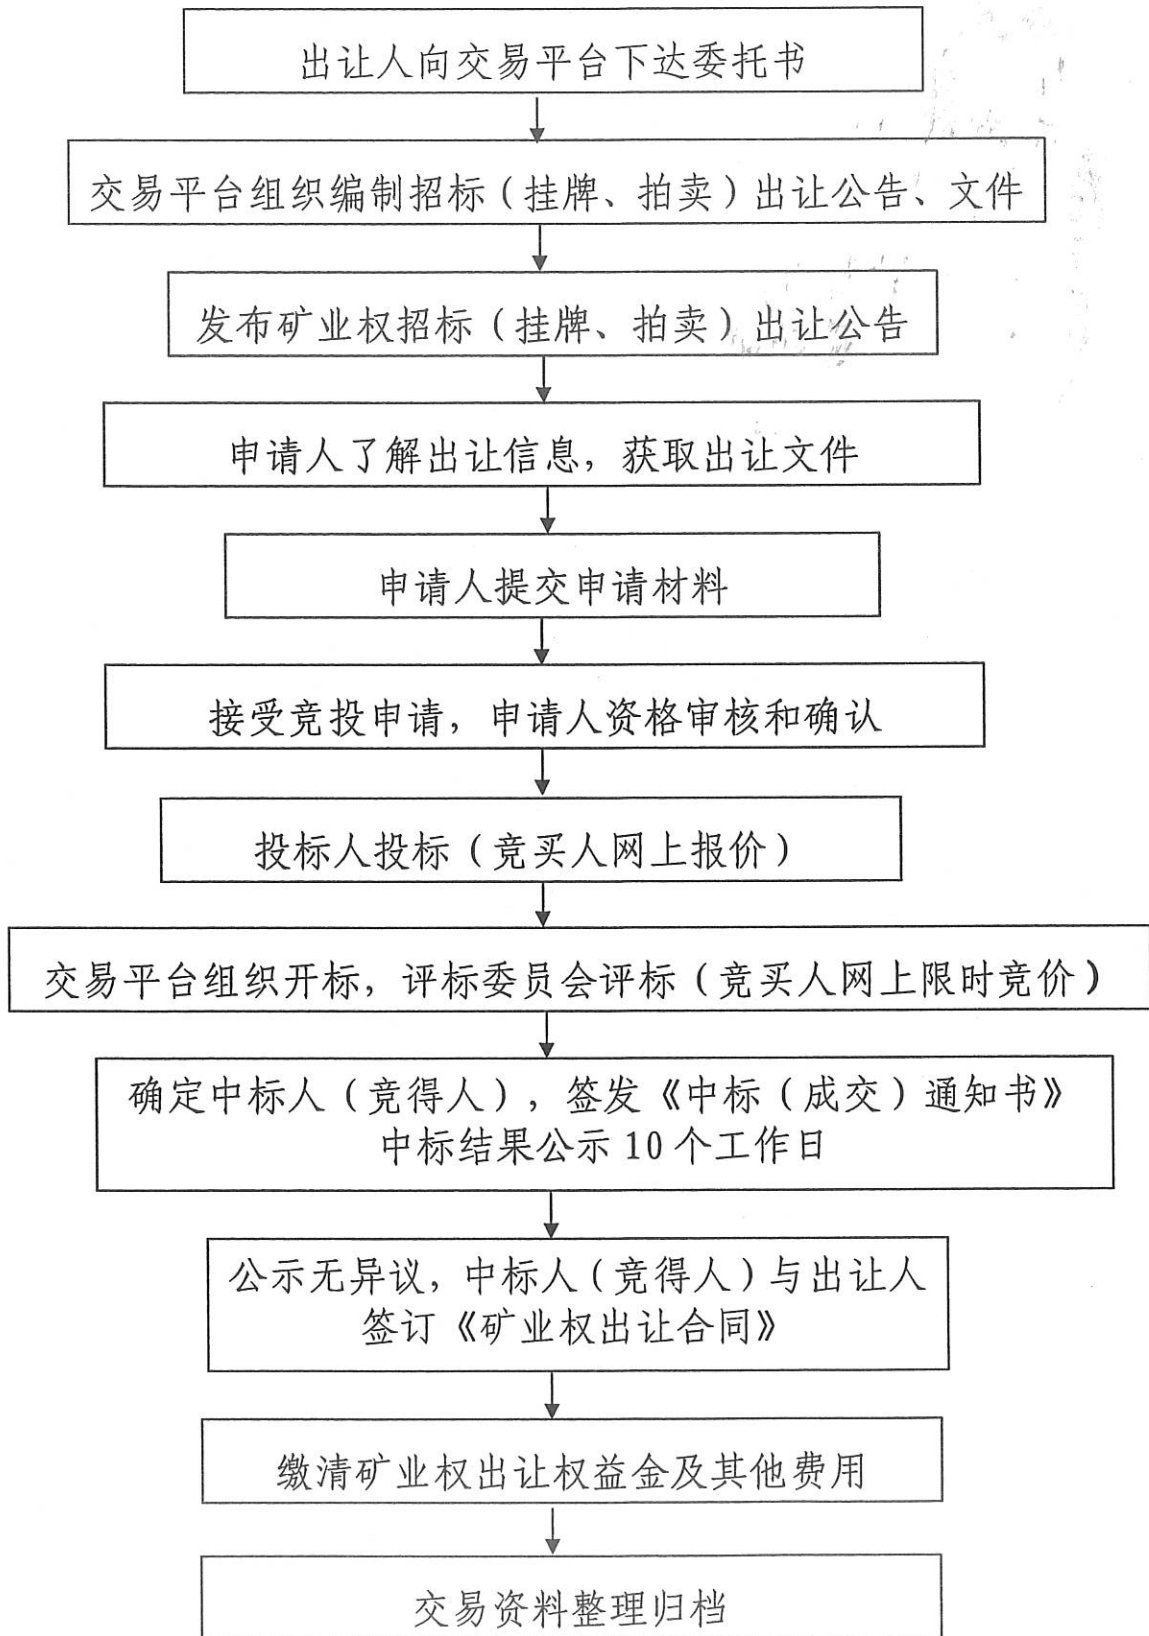 出让人向交易平台下达委托书
交易平台组织编制招标（挂牌、拍卖）出让公告、文件
发布矿业权招标（挂牌、拍卖）出让公告
申请人了解出让信息，获取出让文件
申请人提交申请材料
接受竞投申请，申请人资格审核和确认
投标人投标（竞买人网上报价）
交易平台组织开标，评标委员会评标（竞买人网上限时竞价）
确定中标人（竞得人），签发《中标（成交）通知书》
中标结果公示 10 个工作日
公示无异议，中标人（竞得人）与出让人
签订《矿业权出让合同》
缴清矿业权出让权益金及其他费用
交易资料整理归档